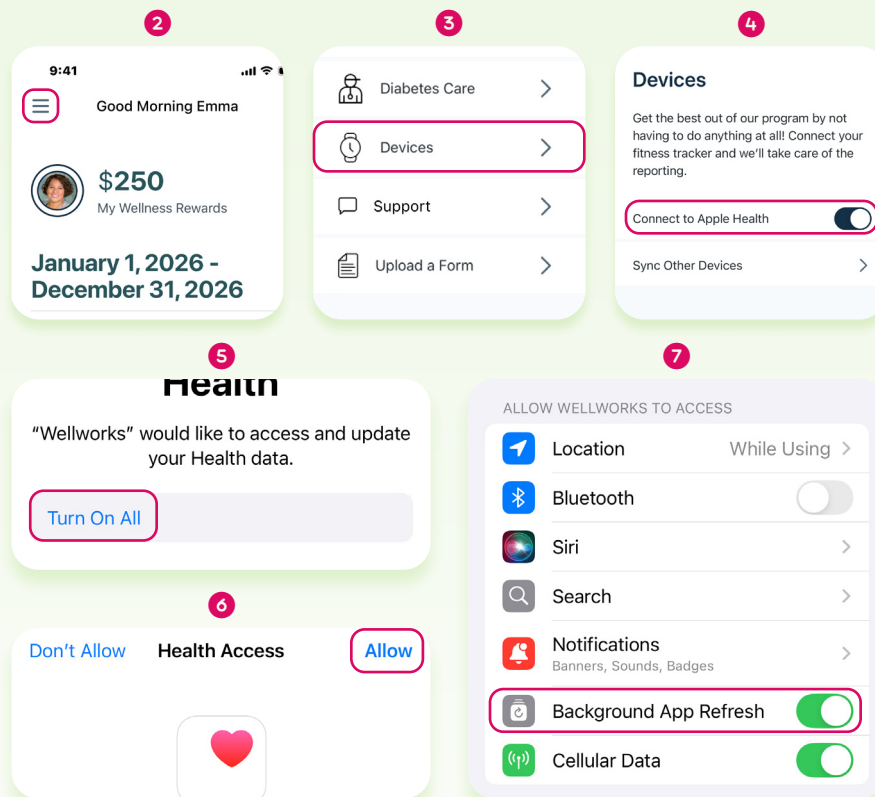 2
9:41
Good Morning Emma
$250
My Wellness Rewards
January 1, 2026 -
December 31, 2026
3
Diabetes Care
Devices
Support
Upload a Form
4
Devices
Get the best out of our program by not
having to do anything at all! Connect your
fitness tracker and we'll take care of the
reporting.
Connect to Apple Health
Sync Other Devices
5
Health
“Wellworks” would like to access and update
your Health data.
Turn On All
6
Don't Allow Health Access Allow
7
ALLOW WELLWORKS TO ACCESS
Location While Using
Bluetooth
Siri
Search
Notifications
Banners, Sounds, Badges
Background App Refresh
Cellular Data